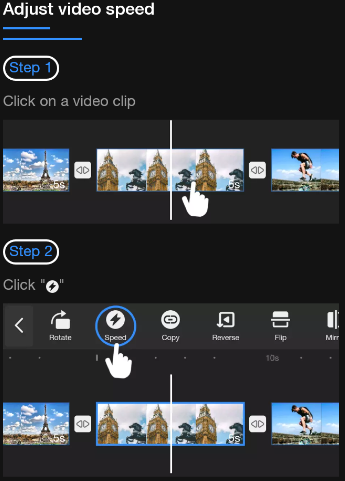 Adjust video speed
Step 1
Click on a video clip
5s 5s
Step 2
Click ""
Rotate Speed Copy Reverse Flip Mirr
10s
5s 5s